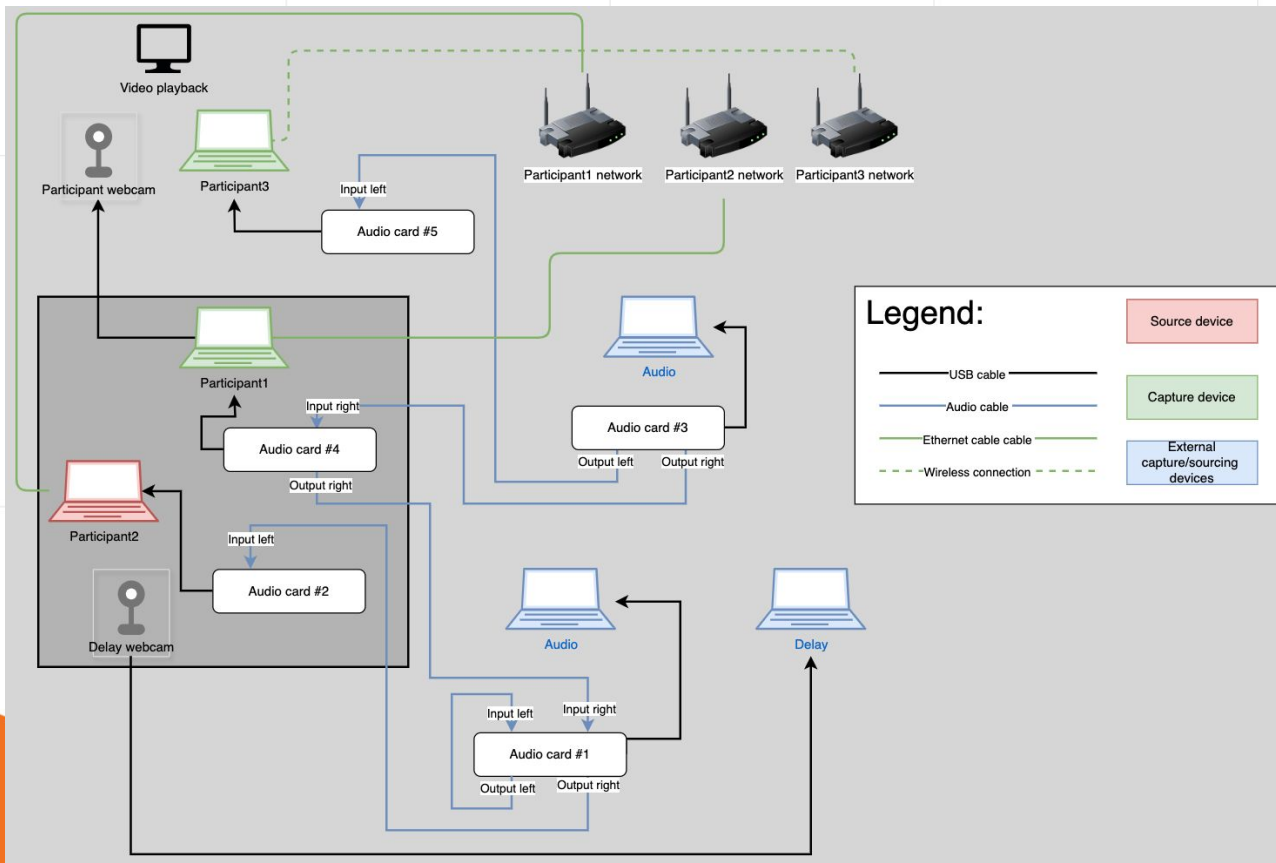 Video playback
Participant webcam
Participant3
Input left
Audio card #5
Participant1 network
Participant2 network
Participant3 network
Participant1
Input right
Audio card #4
Output right
Participant2
Input left
Audio card #2
Delay webcam
Audio
Audio card #3
Output left
Output right
Audio
Delay
Input left
Input right
Audio card #1
Output left
Output right
Legend:
USB cable
Audio cable
Ethernet cable cable
Wireless connection
Source device
Capture device
External
capture/sourcing
devices